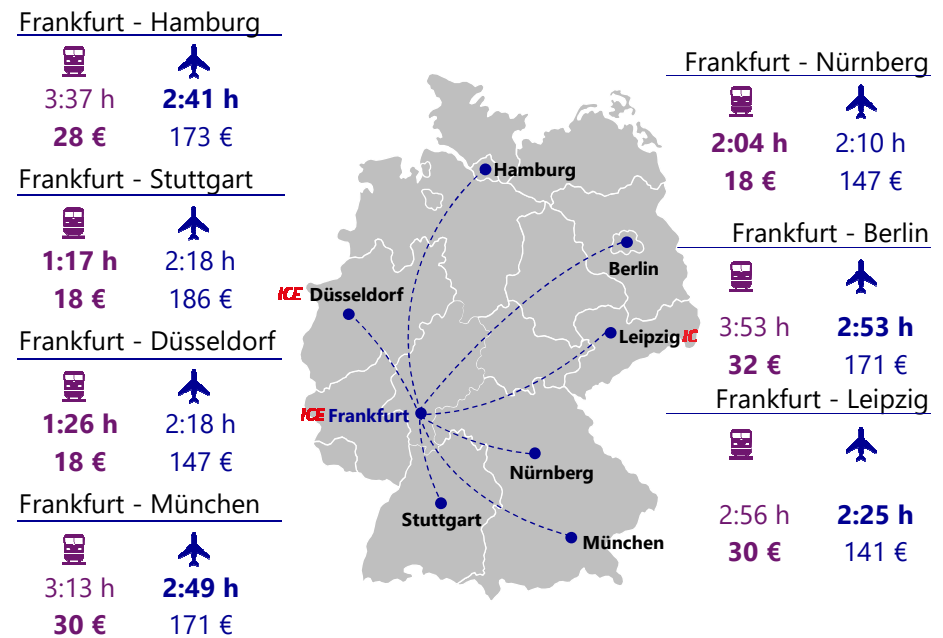 Frankfurt - Hamburg
3:37 h 2:41 h
28 € 173 €
Frankfurt - Stuttgart
1:17 h 2:18 h
18 € 186 €
Frankfurt - Düsseldorf
1:26 h 2:18 h
18 € 147 €
Frankfurt - München
3:13 h 2:49 h
30 € 171 €
Hamburg
Berlin
ICE Düsseldorf
Leipzig IC
ICE Frankfurt
Nürnberg
Stuttgart
München
Frankfurt - Nürnberg
2:04 h 2:10 h
18 € 147 €
Frankfurt - Berlin
3:53 h 2:53 h
32 € 171 €
Frankfurt - Leipzig
2:56 h 2:25 h
30 € 141 €